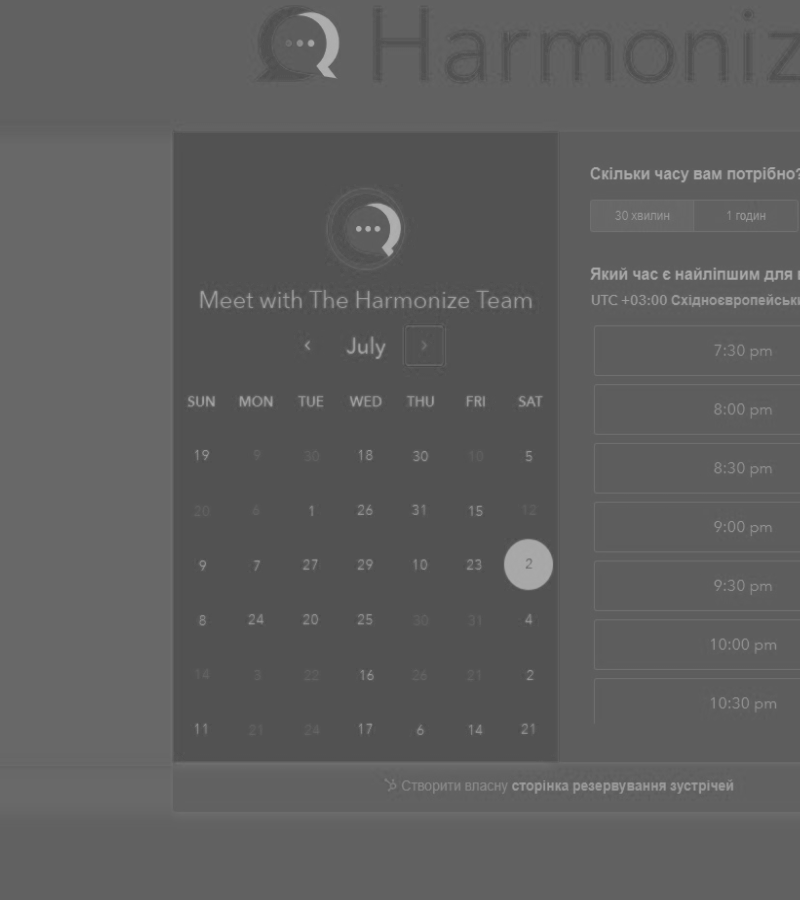 Harmoniz
Meet with The Harmonize Team
July
SUN MON TUE WED THU FRI SAT
19 9 30 18 30 10 5
20 6 1 26 31 15 12
9 7 27 29 10 23 2
8 24 20 25 30 31 4
14 3 22 16 26 21 2
11 21 24 17 6 14 21
Скільки часу вам потрібно?
30 хвилин 1 годин
Який час є найліпшим для
UTC +03:00 Східноєвропейськи
7:30 pm
8:00 pm
8:30 pm
9:00 pm
9:30 pm
10:00 pm
10:30 pm
Створити власну сторінка резервування зустрічей